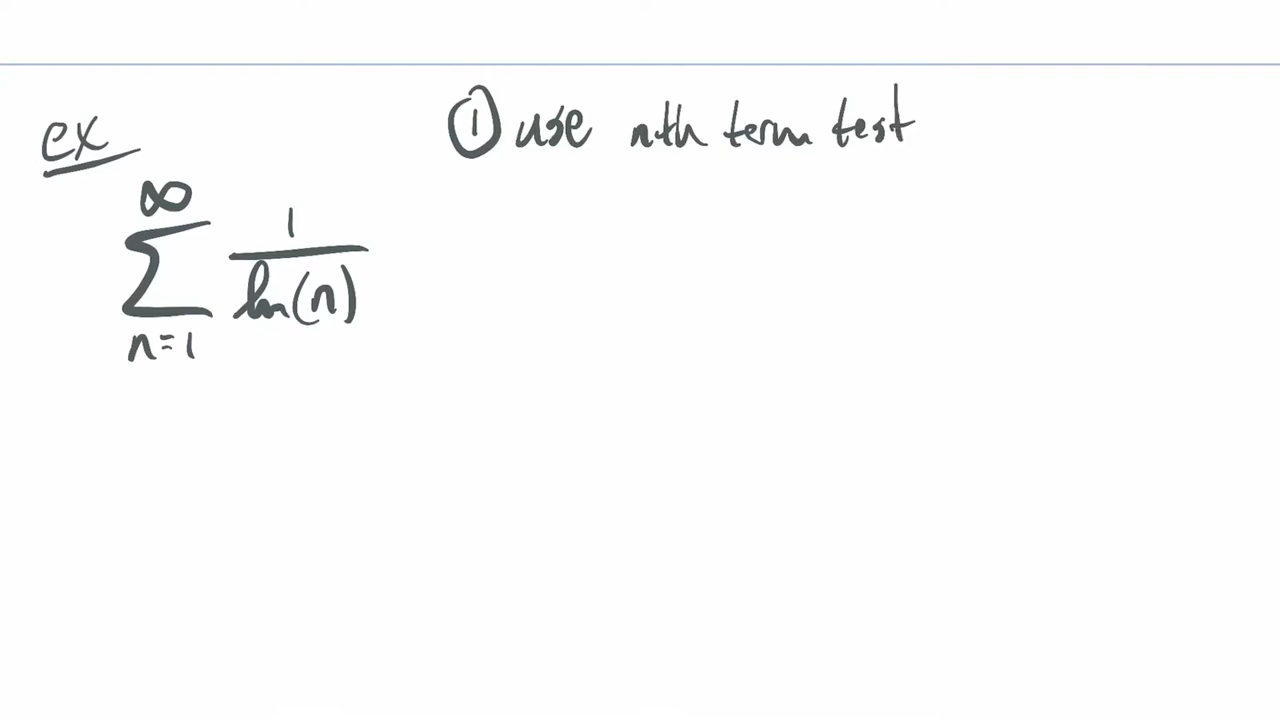 ex
① use nth term test
∞
∑ 1/ln(n)
n=1